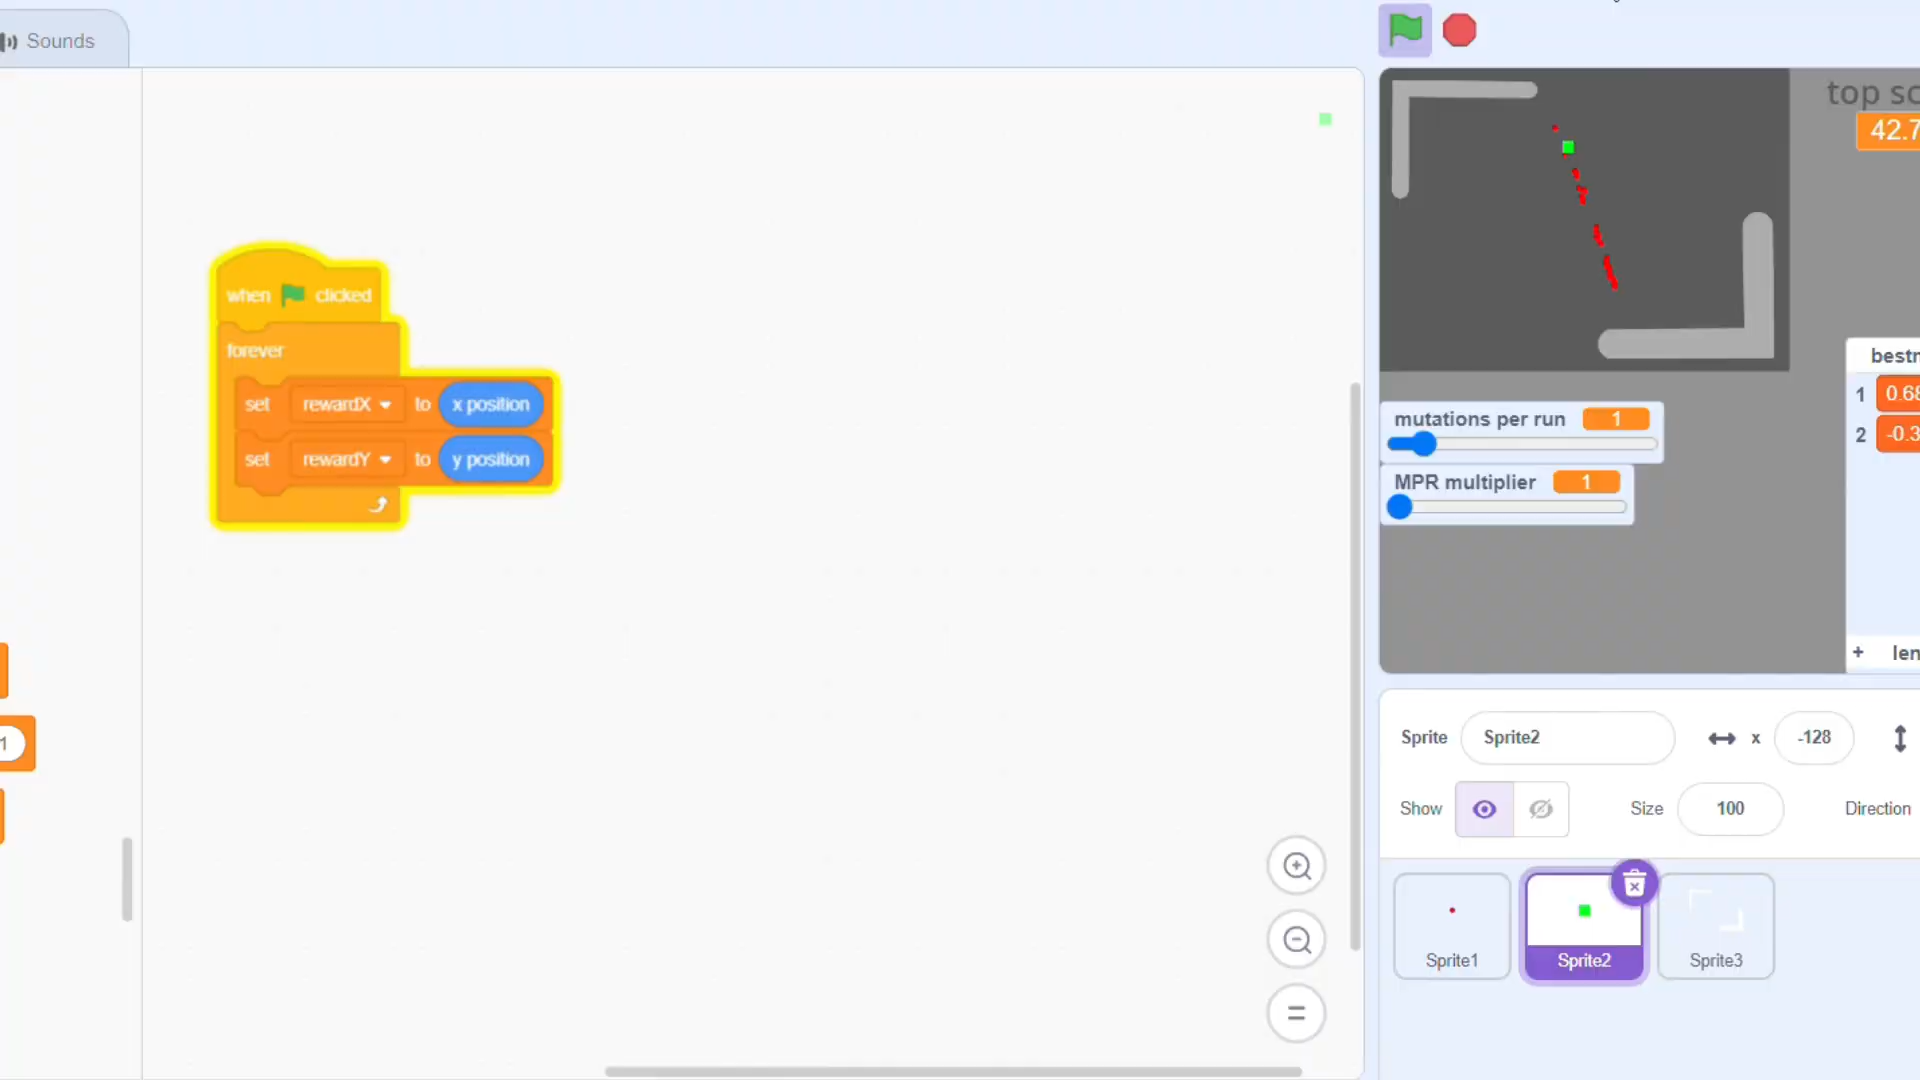 Sounds
when clicked
forever
set rewardX to x position
set rewardY to y position
1
top sc
42.7
mutations per run 1
MPR multiplier 1
bestn
1 0.68
2 -0.3
+ len
Sprite Sprite2 x -128
Show Size 100 Direction
Sprite1
Sprite2
Sprite3